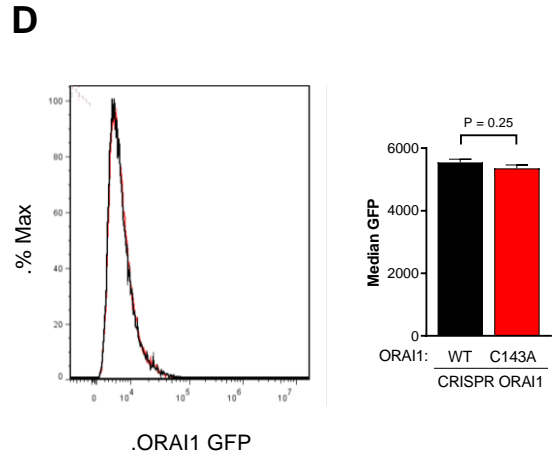 D
.% Max
100
80
60
40
20
0
0 10^4 10^5 10^6 10^7
.ORAI1 GFP
P = 0.25
Median GFP
6000
4000
2000
0
ORAI1: WT C143A
CRISPR ORAI1